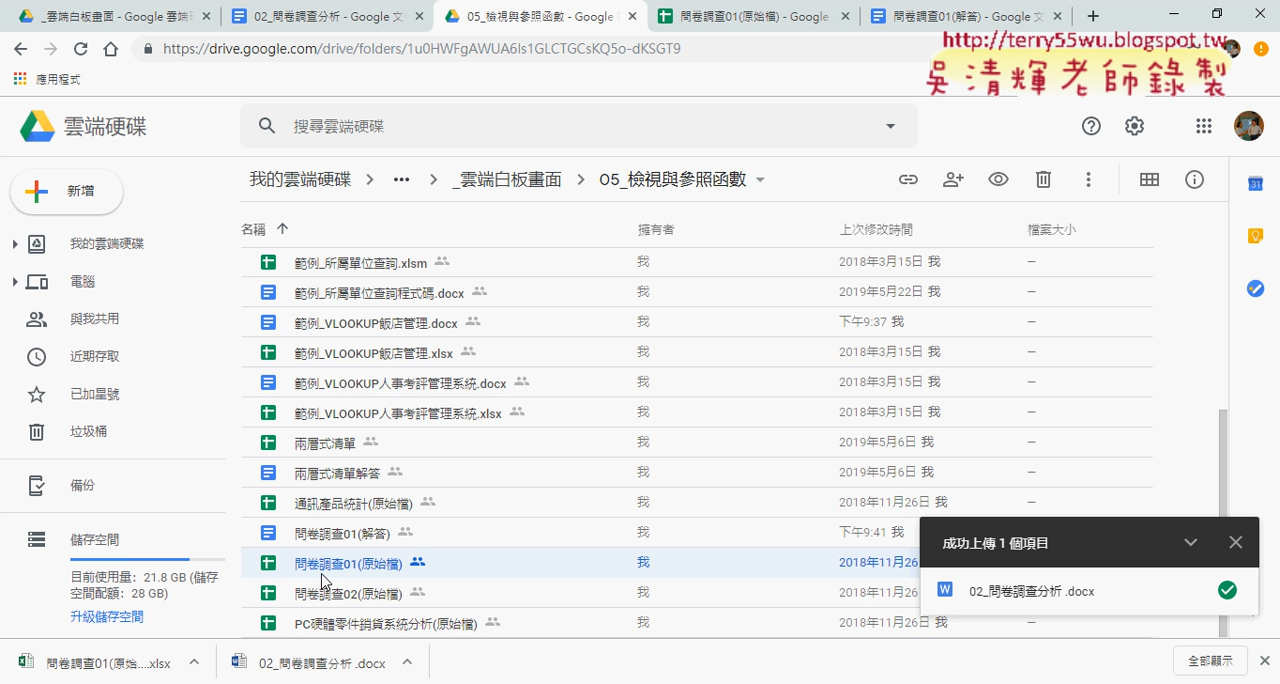 _雲端白板畫面 - Google 雲端
02_問卷調查分析 - Google 文
05_檢視與參照函數 - Google
問卷調查01(原始檔) - Google
問卷調查01(解答) - Google 文
https://drive.google.com/drive/folders/1u0HWFgAWUA6Is1GLCTGCsKQ5o-dKSGT9
http://terry55wu.blogspot.tw
應用程式
吳清輝老師錄製
雲端硬碟
搜尋雲端硬碟
新增
我的雲端硬碟 > ••• > _雲端白板畫面 > 05_檢視與參照函數
名稱 擁有者 上次修改時間 檔案大小
我的雲端硬碟
電腦
與我共用
近期存取
已加星號
垃圾桶
備份
儲存空間
目前使用量：21.8 GB (儲存
空間配額：28 GB)
升級儲存空間
31
範例_所屬單位查詢.xlsm 我 2018年3月15日 我 —
範例_所屬單位查詢程式碼.docx 我 2019年5月22日 我 —
範例_VLOOKUP飯店管理.docx 我 下午9:37 我 —
範例_VLOOKUP飯店管理.xlsx 我 2018年3月15日 我 —
範例_VLOOKUP人事考評管理系統.docx 我 2018年3月15日 我 —
範例_VLOOKUP人事考評管理系統.xlsx 我 2018年3月15日 我 —
兩層式清單 我 2019年5月6日 我 —
兩層式清單解答 我 2019年5月6日 我 —
通訊產品統計(原始檔) 我 2018年11月26日 我 —
問卷調查01(解答) 我 下午9:41 我
問卷調查01(原始檔) 我 2018年11月26
問卷調查02(原始檔) 我 2018年11月26
PC硬體零件銷貨系統分析(原始檔) 我 2018年11月26日 我 —
成功上傳 1 個項目
02_問卷調查分析 .docx
問卷調查01(原始....xlsx
02_問卷調查分析 .docx
全部顯示